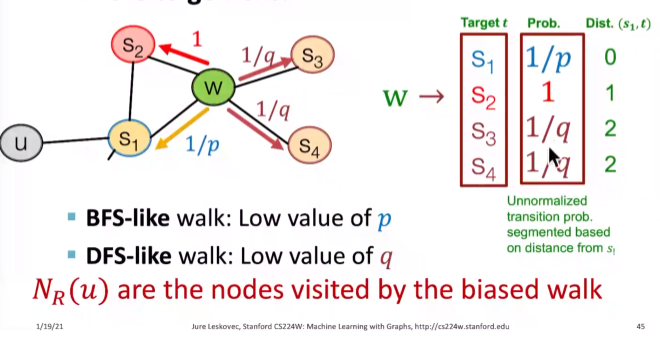 Target t Prob. Dist. (s₁,t)
S₂ 1 1/q S₃
W
1/q
u S₁ 1/p S₄
W →
S₁ 1/p 0
S₂ 1 1
S₃ 1/q 2
S₄ 1/q 2
Unnormalized
transition prob.
segmented based
on distance from s₁
▪ BFS-like walk: Low value of p
▪ DFS-like walk: Low value of q
N_R(u) are the nodes visited by the biased walk
1/19/21 Jure Leskovec, Stanford CS224W: Machine Learning with Graphs, http://cs224w.stanford.edu 45